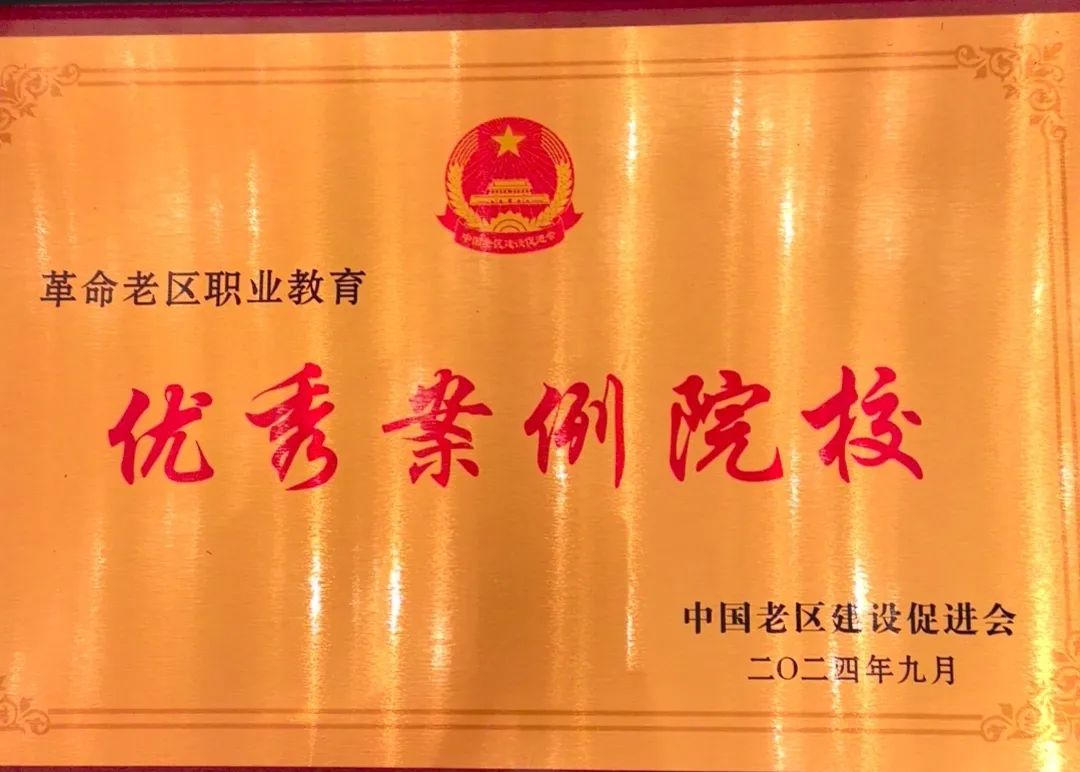 中国老区建设促进会
革命老区职业教育
优秀案例院校
中国老区建设促进会
二〇二四年九月